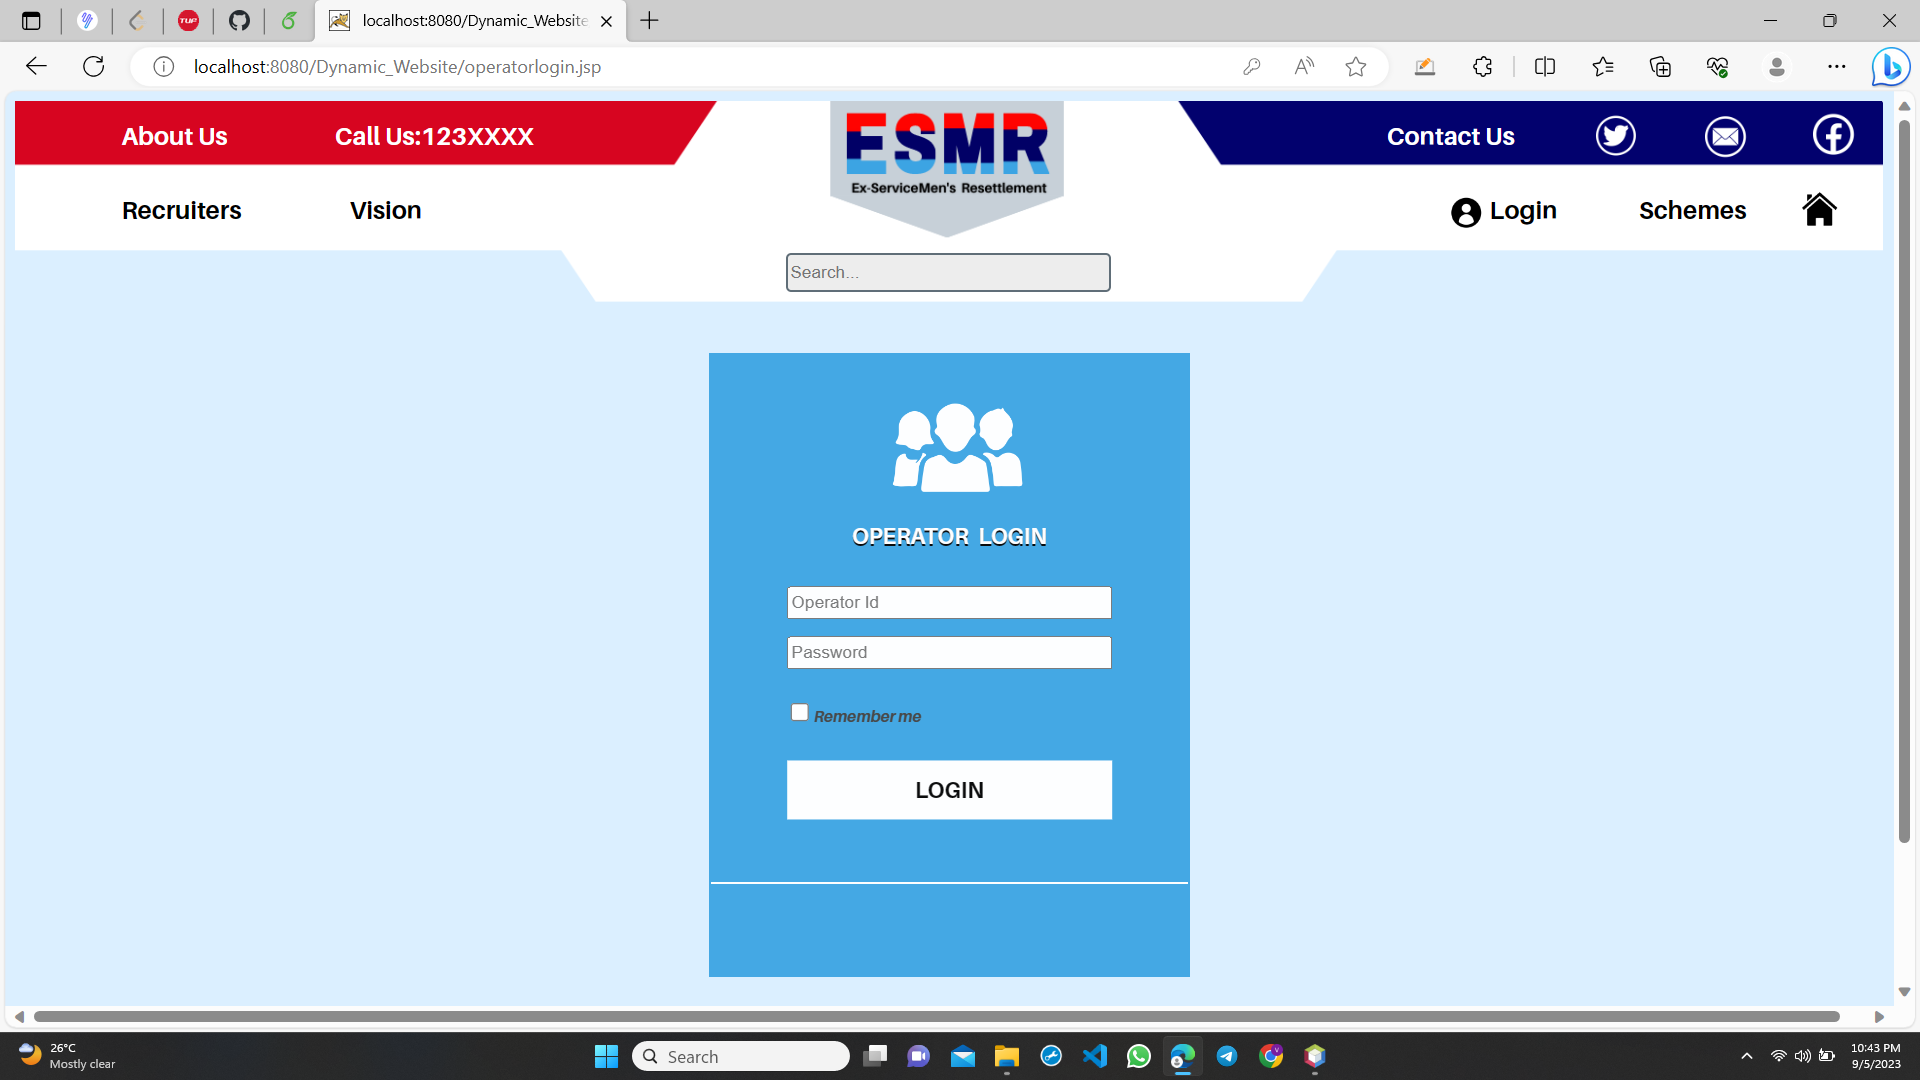 localhost:8080/Dynamic_Website
localhost:8080/Dynamic_Website/operatorlogin.jsp
About Us
Call Us:123XXXX
ESMR
Ex-ServiceMen's Resettlement
Contact Us
Recruiters
Vision
Login
Schemes
Search...
OPERATOR LOGIN
Operator Id
Password
Remember me
LOGIN
26°C
Mostly clear
Search
10:43 PM
9/5/2023